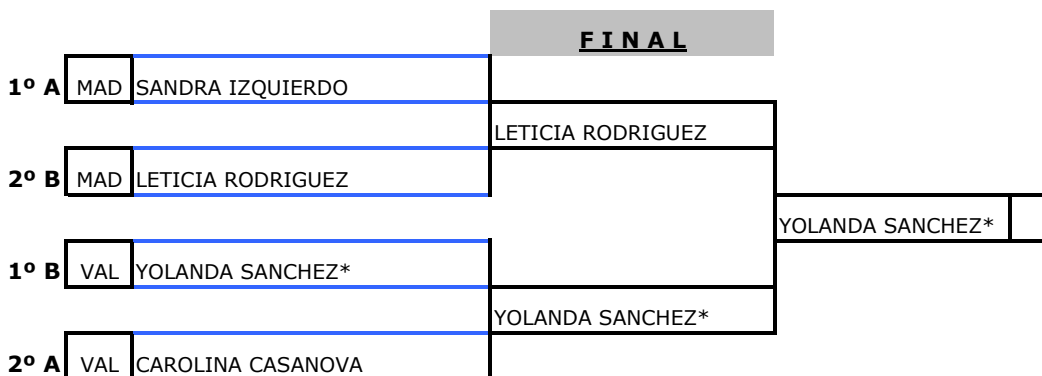 F I N A L
1º A MAD SANDRA IZQUIERDO
LETICIA RODRIGUEZ
2º B MAD LETICIA RODRIGUEZ
YOLANDA SANCHEZ*
1º B VAL YOLANDA SANCHEZ*
YOLANDA SANCHEZ*
2º A VAL CAROLINA CASANOVA